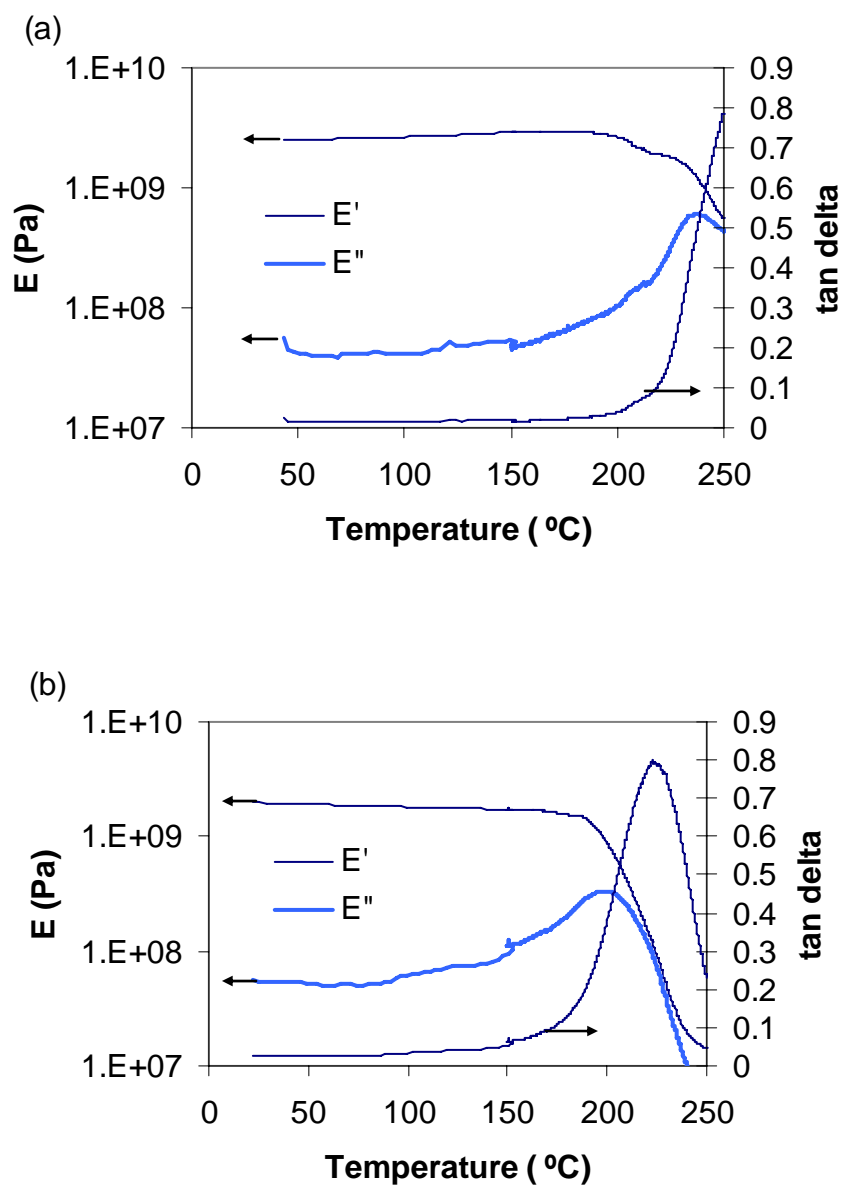 (a)
1.E+10
1.E+09
1.E+08
1.E+07
E (Pa)
E'
E"
0.9
0.8
0.7
0.6
0.5
0.4
0.3
0.2
0.1
0
tan delta
0 50 100 150 200 250
Temperature ( ºC)
(b)
1.E+10
1.E+09
1.E+08
1.E+07
E (Pa)
E'
E"
0.9
0.8
0.7
0.6
0.5
0.4
0.3
0.2
0.1
0
tan delta
0 50 100 150 200 250
Temperature ( ºC)